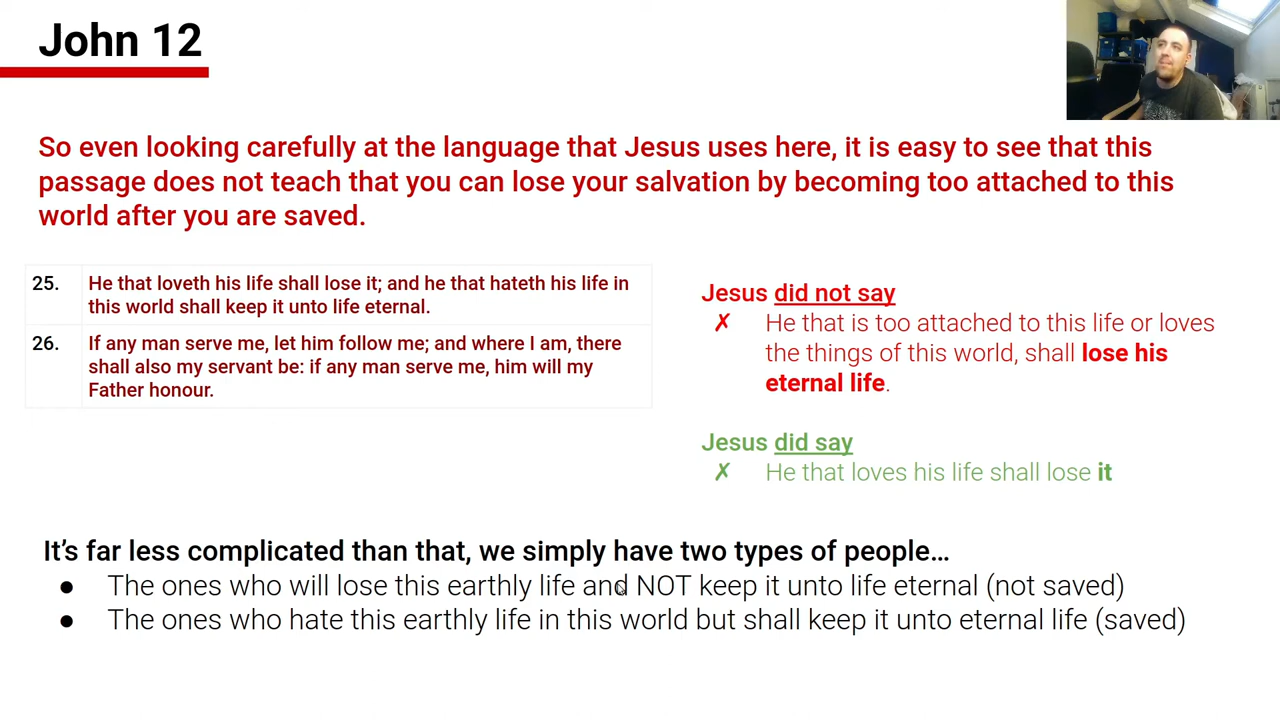 John 12
So even looking carefully at the language that Jesus uses here, it is easy to see that this
passage does not teach that you can lose your salvation by becoming too attached to this
world after you are saved.
25. He that loveth his life shall lose it; and he that hateth his life in
this world shall keep it unto life eternal.
26. If any man serve me, let him follow me; and where I am, there
shall also my servant be: if any man serve me, him will my
Father honour.
Jesus did not say
✗ He that is too attached to this life or loves
the things of this world, shall lose his
eternal life.
Jesus did say
✗ He that loves his life shall lose it
It's far less complicated than that, we simply have two types of people…
● The ones who will lose this earthly life and NOT keep it unto life eternal (not saved)
● The ones who hate this earthly life in this world but shall keep it unto eternal life (saved)